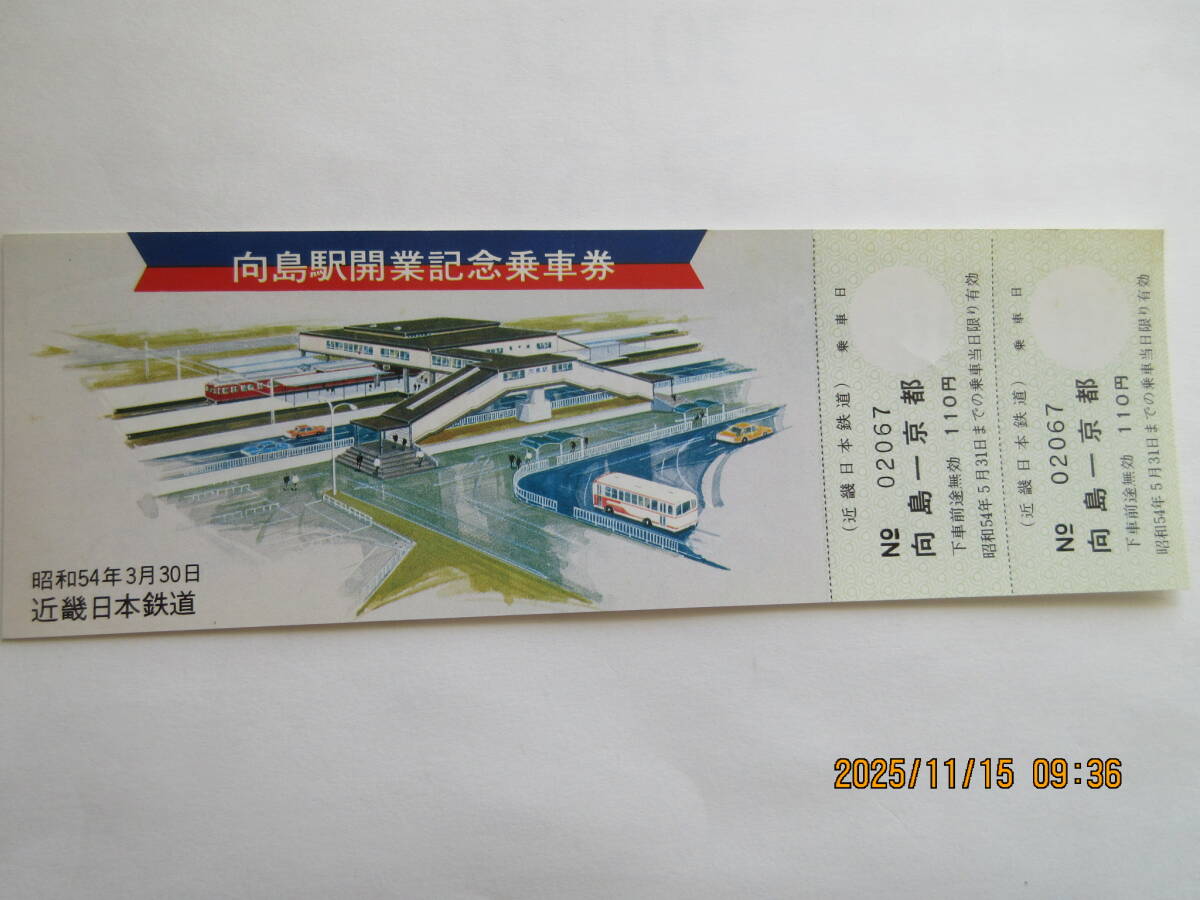 向島駅開業記念乗車券
昭和54年3月30日
近畿日本鉄道
(近畿日本鉄道) 乗車日
№ 02067
向島―京都
下車前途無効 110円
昭和54年5月31日までの乗車当日限り有効
(近畿日本鉄道) 乗車日
№ 02067
向島―京都
下車前途無効 110円
昭和54年5月31日までの乗車当日限り有効
2025/11/15 09:36